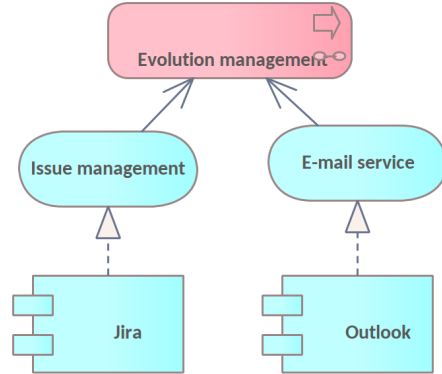 Evolution management
Issue management
E-mail service
Jira
Outlook